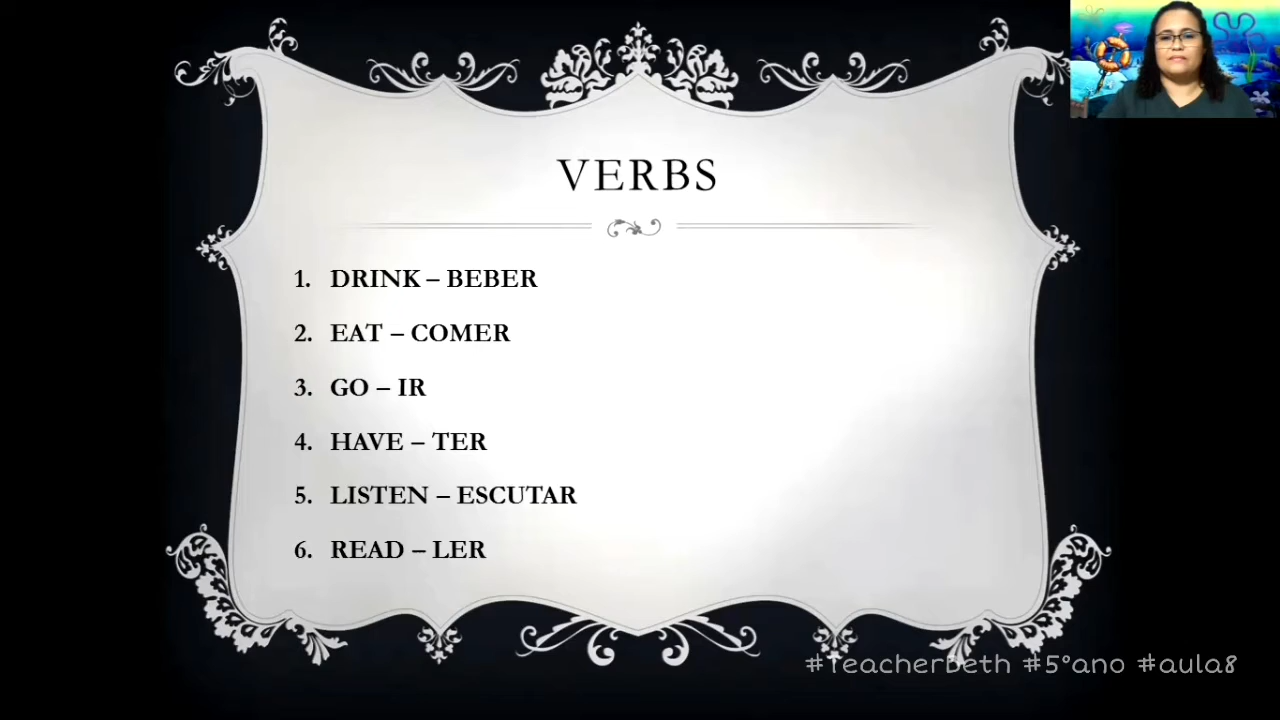 VERBS
1. DRINK – BEBER
2. EAT – COMER
3. GO – IR
4. HAVE – TER
5. LISTEN – ESCUTAR
6. READ – LER
#TeacherBeth #5°ano #aula8